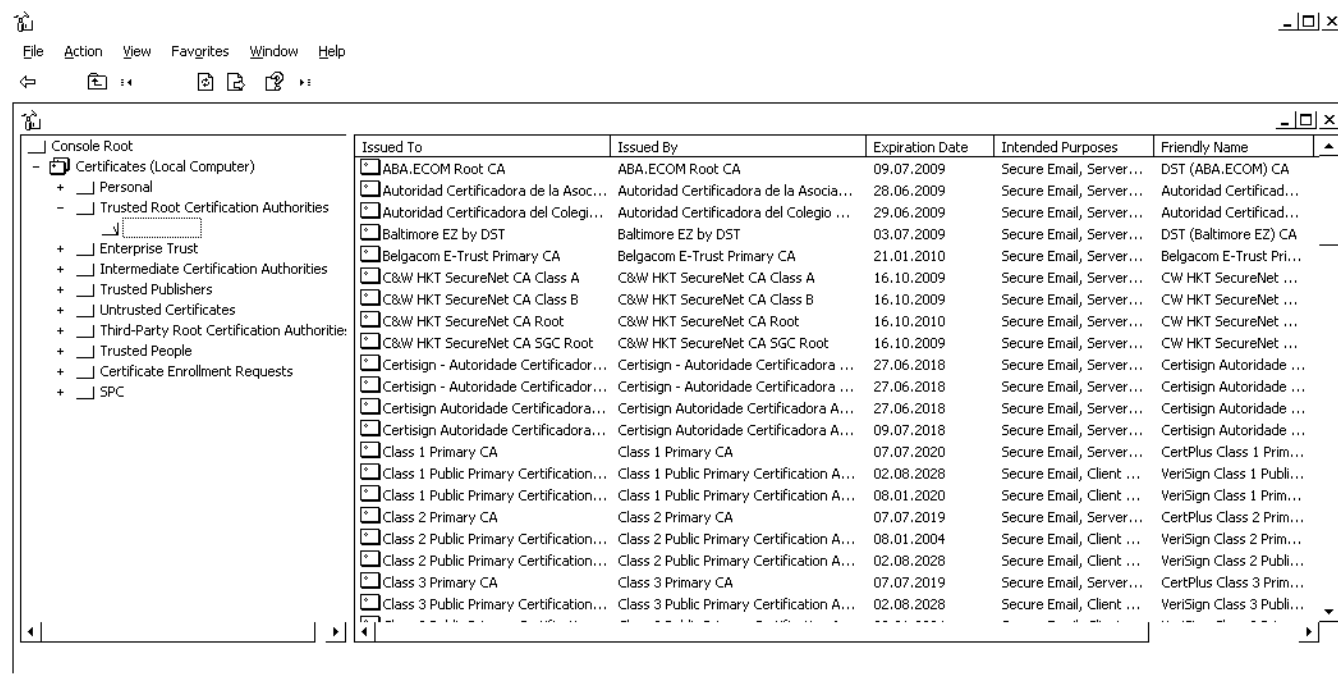 File Action View Favorites Window Help
Console Root
Certificates (Local Computer)
Personal
Trusted Root Certification Authorities
Enterprise Trust
Intermediate Certification Authorities
Trusted Publishers
Untrusted Certificates
Third-Party Root Certification Authoritie
Trusted People
Certificate Enrollment Requests
SPC
Issued To Issued By Expiration Date Intended Purposes Friendly Name
ABA.ECOM Root CA ABA.ECOM Root CA 09.07.2009 Secure Email, Server... DST (ABA.ECOM) CA
Autoridad Certificadora de la Asoc... Autoridad Certificadora de la Asocia... 28.06.2009 Secure Email, Server... Autoridad Certificad...
Autoridad Certificadora del Colegi... Autoridad Certificadora del Colegio ... 29.06.2009 Secure Email, Server... Autoridad Certificad...
Baltimore EZ by DST Baltimore EZ by DST 03.07.2009 Secure Email, Server... DST (Baltimore EZ) CA
Belgacom E-Trust Primary CA Belgacom E-Trust Primary CA 21.01.2010 Secure Email, Server... Belgacom E-Trust Pri...
C&W HKT SecureNet CA Class A C&W HKT SecureNet CA Class A 16.10.2009 Secure Email, Server... CW HKT SecureNet ...
C&W HKT SecureNet CA Class B C&W HKT SecureNet CA Class B 16.10.2009 Secure Email, Server... CW HKT SecureNet ...
C&W HKT SecureNet CA Root C&W HKT SecureNet CA Root 16.10.2010 Secure Email, Server... CW HKT SecureNet ...
C&W HKT SecureNet CA SGC Root C&W HKT SecureNet CA SGC Root 16.10.2009 Secure Email, Server... CW HKT SecureNet ...
Certisign - Autoridade Certificador... Certisign - Autoridade Certificadora ... 27.06.2018 Secure Email, Server... Certisign Autoridade ...
Certisign - Autoridade Certificador... Certisign - Autoridade Certificadora ... 27.06.2018 Secure Email, Server... Certisign Autoridade ...
Certisign Autoridade Certificadora... Certisign Autoridade Certificadora A... 27.06.2018 Secure Email, Server... Certisign Autoridade ...
Certisign Autoridade Certificadora... Certisign Autoridade Certificadora A... 09.07.2018 Secure Email, Server... Certisign Autoridade ...
Class 1 Primary CA Class 1 Primary CA 07.07.2020 Secure Email, Server... CertPlus Class 1 Prim...
Class 1 Public Primary Certification... Class 1 Public Primary Certification A... 02.08.2028 Secure Email, Client ... VeriSign Class 1 Publi...
Class 1 Public Primary Certification... Class 1 Public Primary Certification A... 08.01.2020 Secure Email, Client ... VeriSign Class 1 Prim...
Class 2 Primary CA Class 2 Primary CA 07.07.2019 Secure Email, Server... CertPlus Class 2 Prim...
Class 2 Public Primary Certification... Class 2 Public Primary Certification A... 08.01.2004 Secure Email, Client ... VeriSign Class 2 Prim...
Class 2 Public Primary Certification... Class 2 Public Primary Certification A... 02.08.2028 Secure Email, Client ... VeriSign Class 2 Publi...
Class 3 Primary CA Class 3 Primary CA 07.07.2019 Secure Email, Server... CertPlus Class 3 Prim...
Class 3 Public Primary Certification... Class 3 Public Primary Certification A... 02.08.2028 Secure Email, Client ... VeriSign Class 3 Publi...